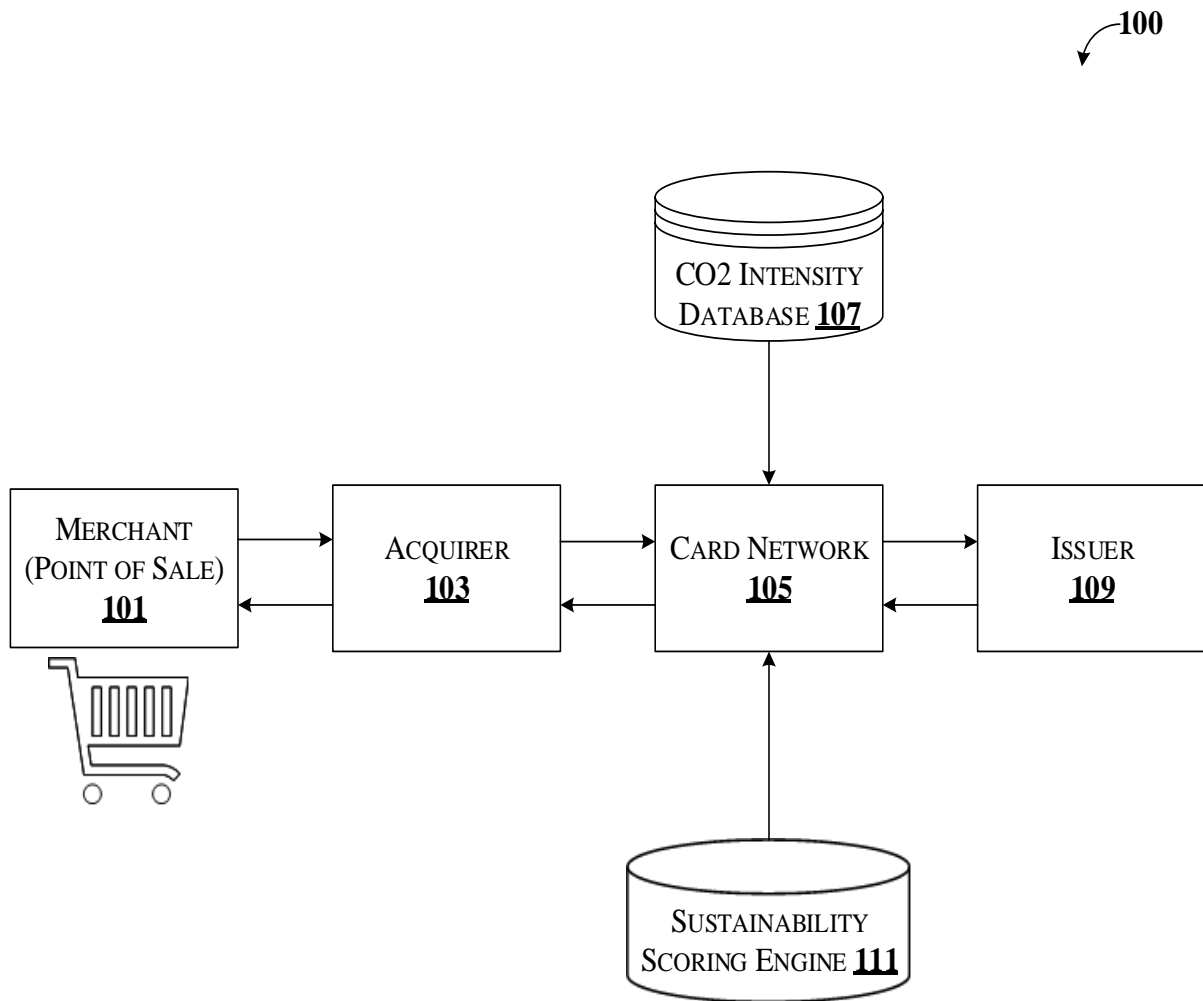 100
CO2 INTENSITY
DATABASE 107
MERCHANT
(POINT OF SALE)
101
ACQUIRER
103
CARD NETWORK
105
ISSUER
109
SUSTAINABILITY
SCORING ENGINE 111